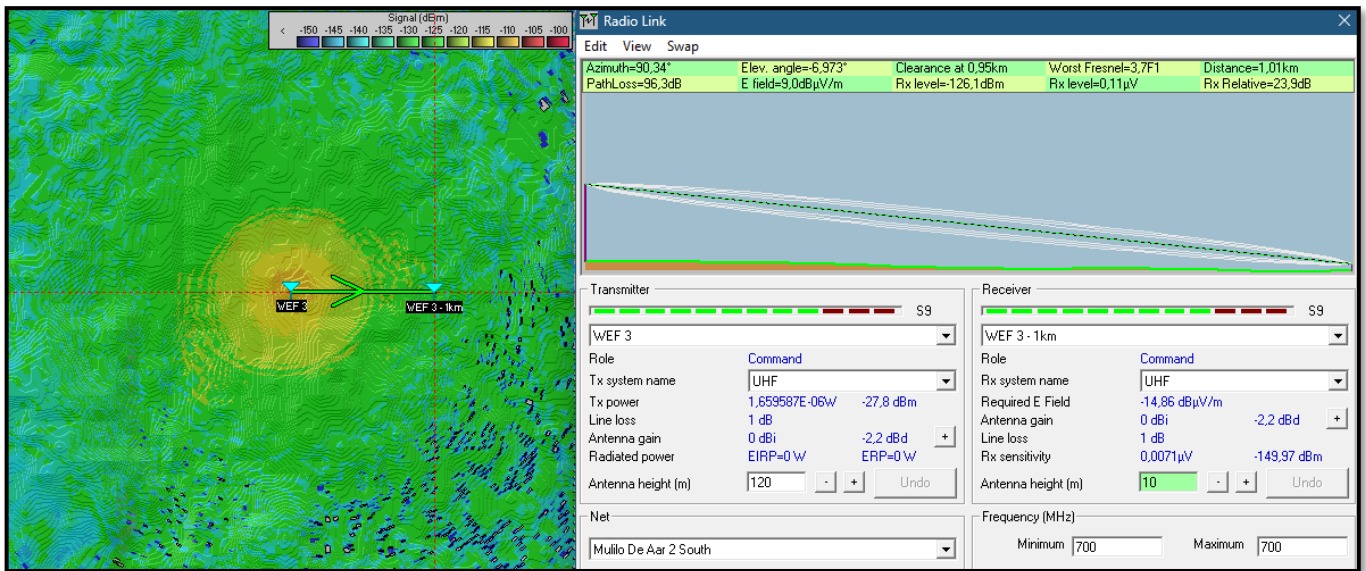 Signal (dBm)
< -150 -145 -140 -135 -130 -125 -120 -115 -110 -105 -100
WEF 3
WEF 3 - 1km
Radio Link
Edit View Swap
Azimuth=90,34° Elev. angle=-6,973° Clearance at 0,95km Worst Fresnel=3,7F1 Distance=1,01km
PathLoss=96,3dB E field=9,0dBµV/m Rx level=-126,1dBm Rx level=0,11µV Rx Relative=23,9dB
Transmitter
S9
WEF 3
Role Command
Tx system name UHF
Tx power 1,659587E-06W -27,8 dBm
Line loss 1 dB
Antenna gain 0 dBi -2,2 dBd +
Radiated power EIRP=0 W ERP=0 W
Antenna height (m) 120 - + Undo
Net
Mulilo De Aar 2 South
Receiver
S9
WEF 3 - 1km
Role Command
Rx system name UHF
Required E Field -14,86 dBµV/m
Antenna gain 0 dBi -2,2 dBd +
Line loss 1 dB
Rx sensitivity 0,0071µV -149,97 dBm
Antenna height (m) 10 - + Undo
Frequency (MHz)
Minimum 700 Maximum 700